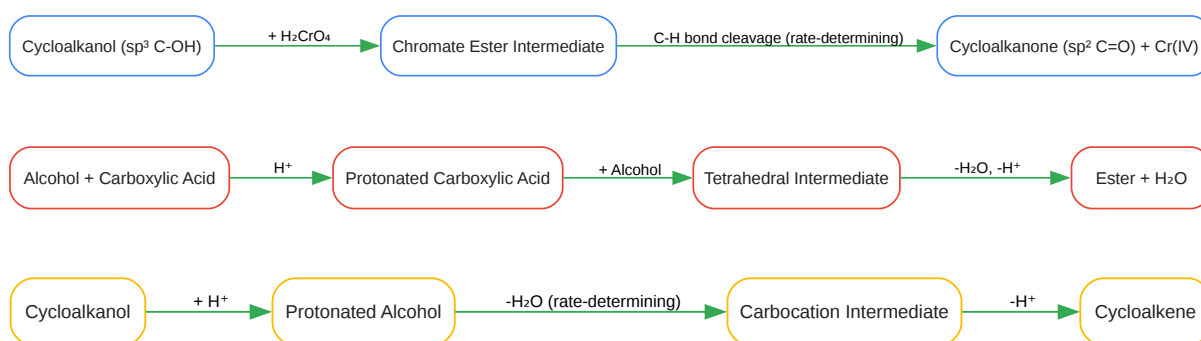 Cycloalkanol (sp³ C-OH)
+ H₂CrO₄
Chromate Ester Intermediate
C-H bond cleavage (rate-determining)
Cycloalkanone (sp² C=O) + Cr(IV)
Alcohol + Carboxylic Acid
H⁺
Protonated Carboxylic Acid
+ Alcohol
Tetrahedral Intermediate
-H₂O, -H⁺
Ester + H₂O
Cycloalkanol
+ H⁺
Protonated Alcohol
-H₂O (rate-determining)
Carbocation Intermediate
-H⁺
Cycloalkene